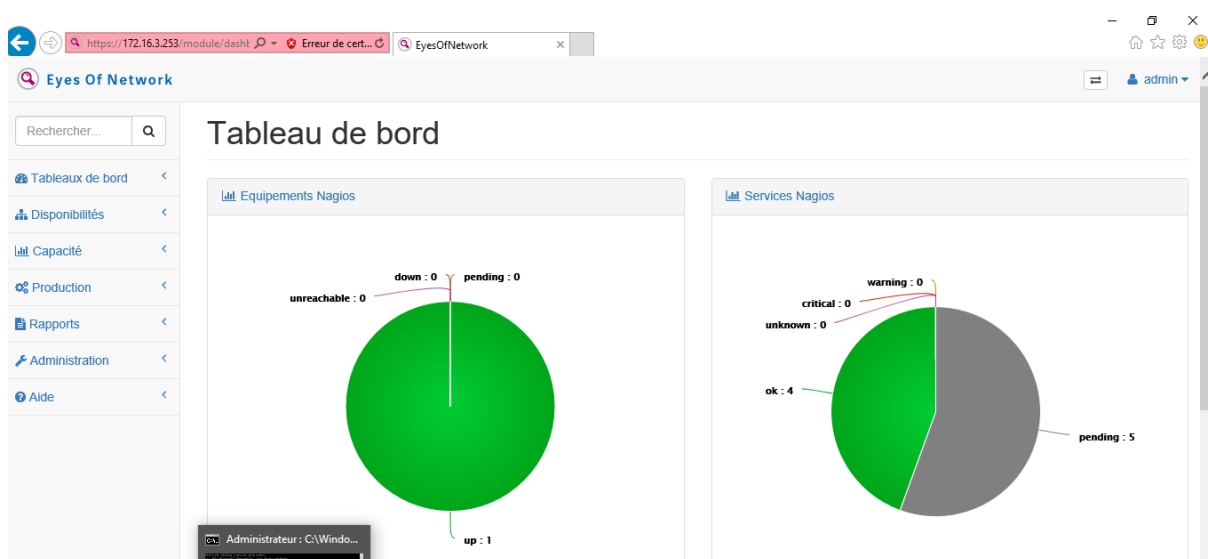 https://172.16.3.253/module/dashb
Erreur de cert...
EyesOfNetwork
Eyes Of Network
admin
Rechercher...
Tableaux de bord
Disponibilités
Capacité
Production
Rapports
Administration
Aide
Tableau de bord
Equipements Nagios
down : 0
pending : 0
unreachable : 0
up : 1
Services Nagios
warning : 0
critical : 0
unknown : 0
ok : 4
pending : 5
Administrateur : C:\Windo...